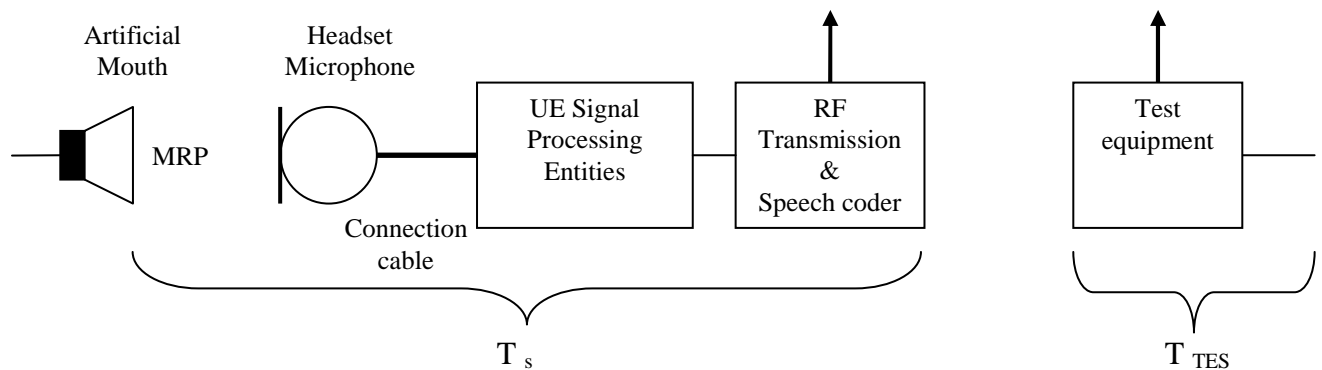 Artificial
Mouth
MRP
Headset
Microphone
Connection
cable
UE Signal
Processing
Entities
RF
Transmission
&
Speech coder
Test
equipment
T s
T TES